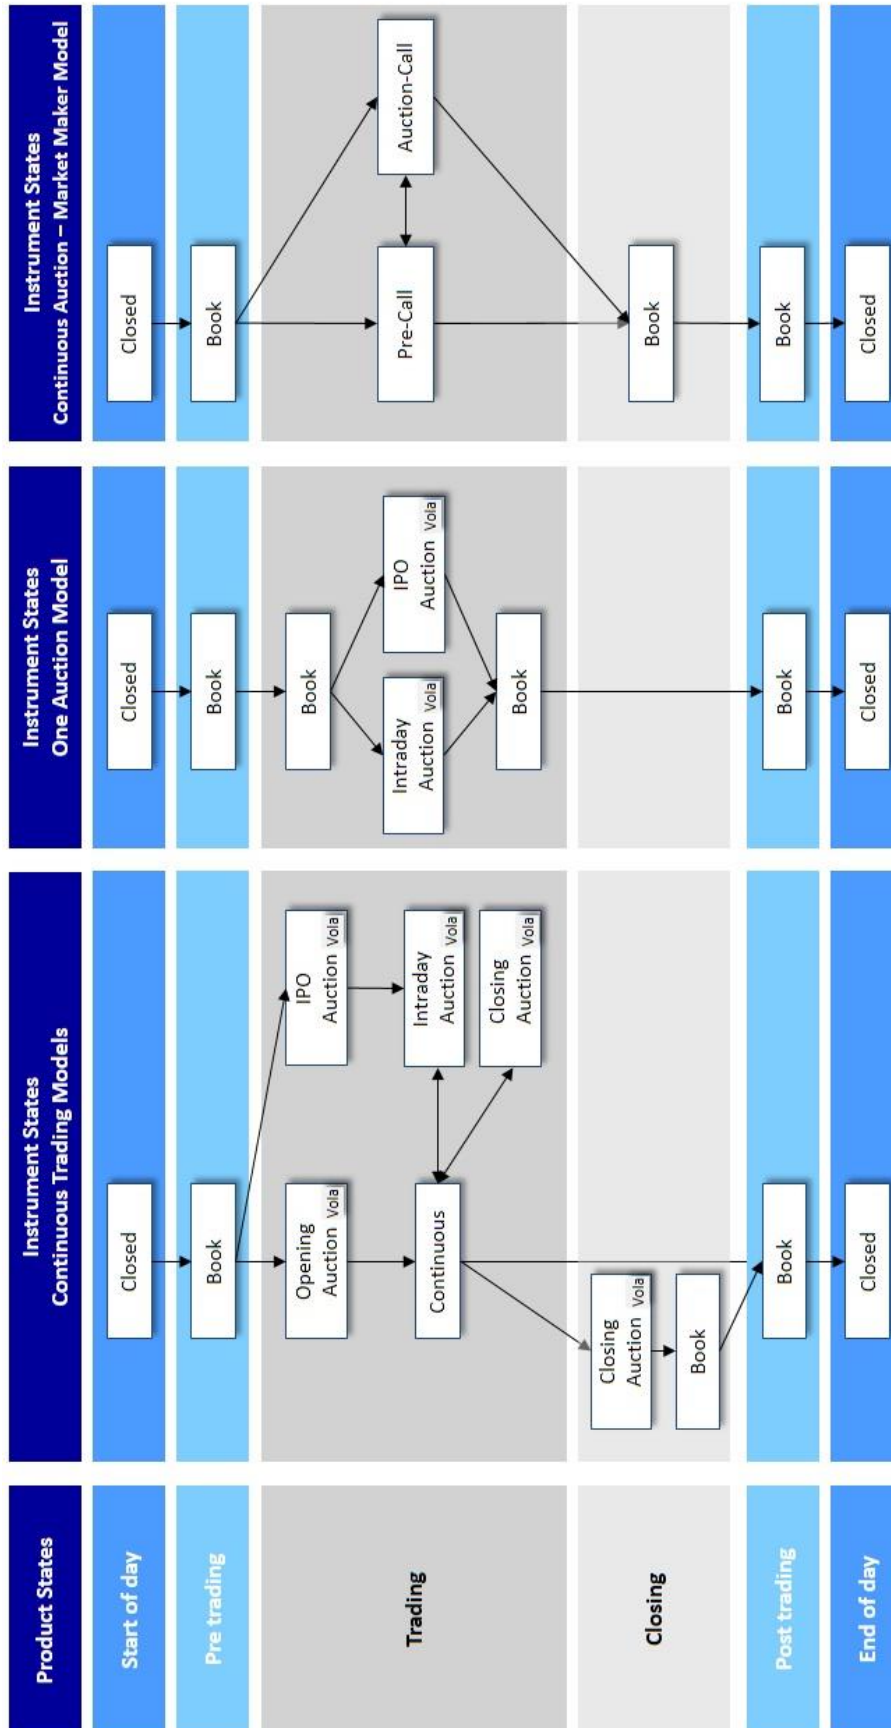 Product States
Instrument States
Continuous Trading Models
Instrument States
One Auction Model
Instrument States
Continuous Auction – Market Maker Model
Start of day
Closed
Closed
Closed
Pre trading
Book
Book
Book
Trading
Opening
Auction Vola
IPO
Auction Vola
Continuous
Intraday
Auction Vola
Closing
Auction Vola
Book
Intraday
Auction Vola
IPO
Auction Vola
Book
Pre-Call
Auction-Call
Closing
Closing
Auction Vola
Book
Book
Post trading
Book
Book
Book
End of day
Closed
Closed
Closed